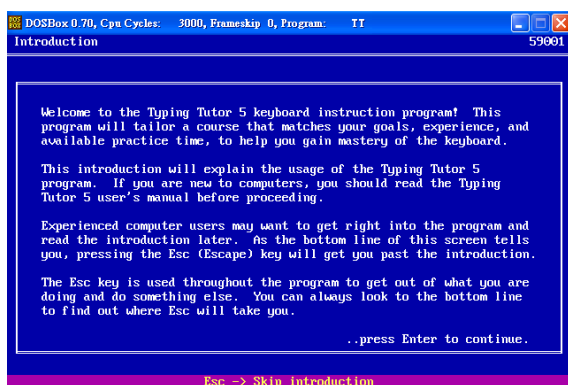 DOSBox 0.70, Cpu Cycles: 3000, Frameskip 0, Program: TT
Introduction 59001
Welcome to the Typing Tutor 5 keyboard instruction program! This
program will tailor a course that matches your goals, experience, and
available practice time, to help you gain mastery of the keyboard.
This introduction will explain the usage of the Typing Tutor 5
program. If you are new to computers, you should read the Typing
Tutor 5 user's manual before proceeding.
Experienced computer users may want to get right into the program and
read the introduction later. As the bottom line of this screen tells
you, pressing the Esc (Escape) key will get you past the introduction.
The Esc key is used throughout the program to get out of what you are
doing and do something else. You can always look to the bottom line
to find out where Esc will take you.
..press Enter to continue.
Esc -> Skip introduction